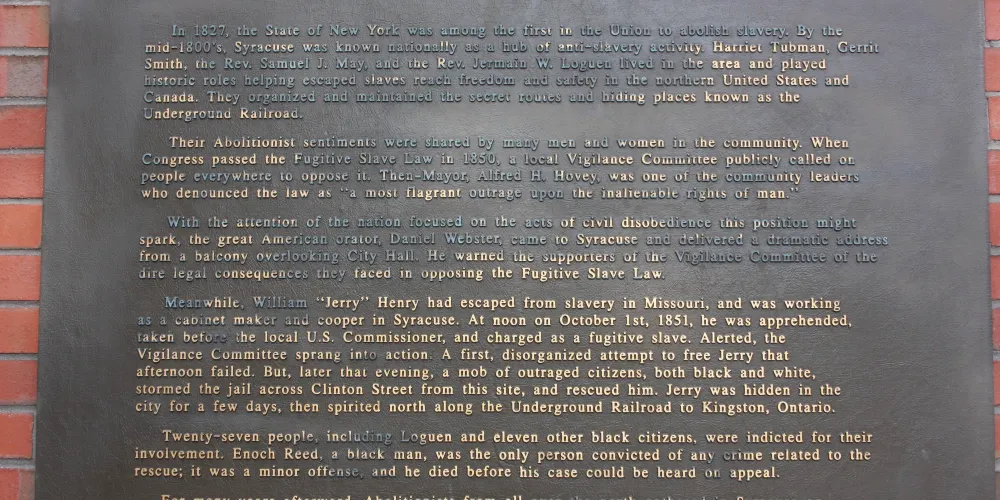 In 1827, the State of New York was among the first in the Union to abolish slavery. By the
mid-1800's, Syracuse was known nationally as a hub of anti-slavery activity. Harriet Tubman, Gerrit
Smith, the Rev. Samuel J. May, and the Rev. Jermain W. Loguen lived in the area and played
historic roles helping escaped slaves reach freedom and safety in the northern United States and
Canada. They organized and maintained the secret routes and hiding places known as the
Underground Railroad.
Their Abolitionist sentiments were shared by many men and women in the community. When
Congress passed the Fugitive Slave Law in 1850, a local Vigilance Committee publicly called on
people everywhere to oppose it. Then-Mayor, Alfred H. Hovey, was one of the community leaders
who denounced the law as "a most flagrant outrage upon the inalienable rights of man."
With the attention of the nation focused on the acts of civil disobedience this position might
spark, the great American orator, Daniel Webster, came to Syracuse and delivered a dramatic address
from a balcony overlooking City Hall. He warned the supporters of the Vigilance Committee of the
dire legal consequences they faced in opposing the Fugitive Slave Law.
Meanwhile, William "Jerry" Henry had escaped from slavery in Missouri, and was working
as a cabinet maker and cooper in Syracuse. At noon on October 1st, 1851, he was apprehended,
taken before the local U.S. Commissioner, and charged as a fugitive slave. Alerted, the
Vigilance Committee sprang into action. A first, disorganized attempt to free Jerry that
afternoon failed. But, later that evening, a mob of outraged citizens, both black and white,
stormed the jail across Clinton Street from this site, and rescued him. Jerry was hidden in the
city for a few days, then spirited north along the Underground Railroad to Kingston, Ontario.
Twenty-seven people, including Loguen and eleven other black citizens, were indicted for their
involvement. Enoch Reed, a black man, was the only person convicted of any crime related to the
rescue; it was a minor offense, and he died before his case could be heard on appeal.
For many years afterward, Abolitionists from all